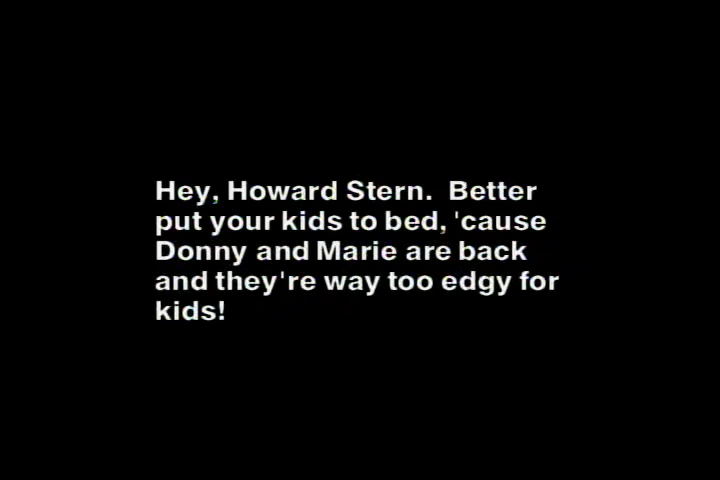 Hey, Howard Stern.  Better
put your kids to bed, 'cause
Donny and Marie are back
and they're way too edgy for
kids!